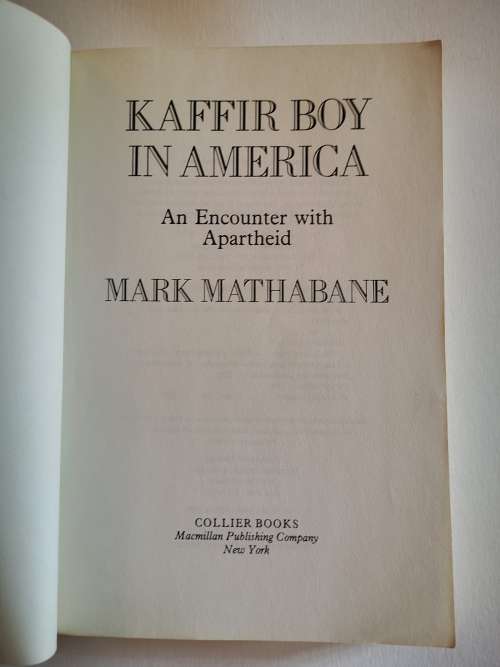 KAFFIR BOY
IN AMERICA
An Encounter with
Apartheid
MARK MATHABANE
COLLIER BOOKS
Macmillan Publishing Company
New York